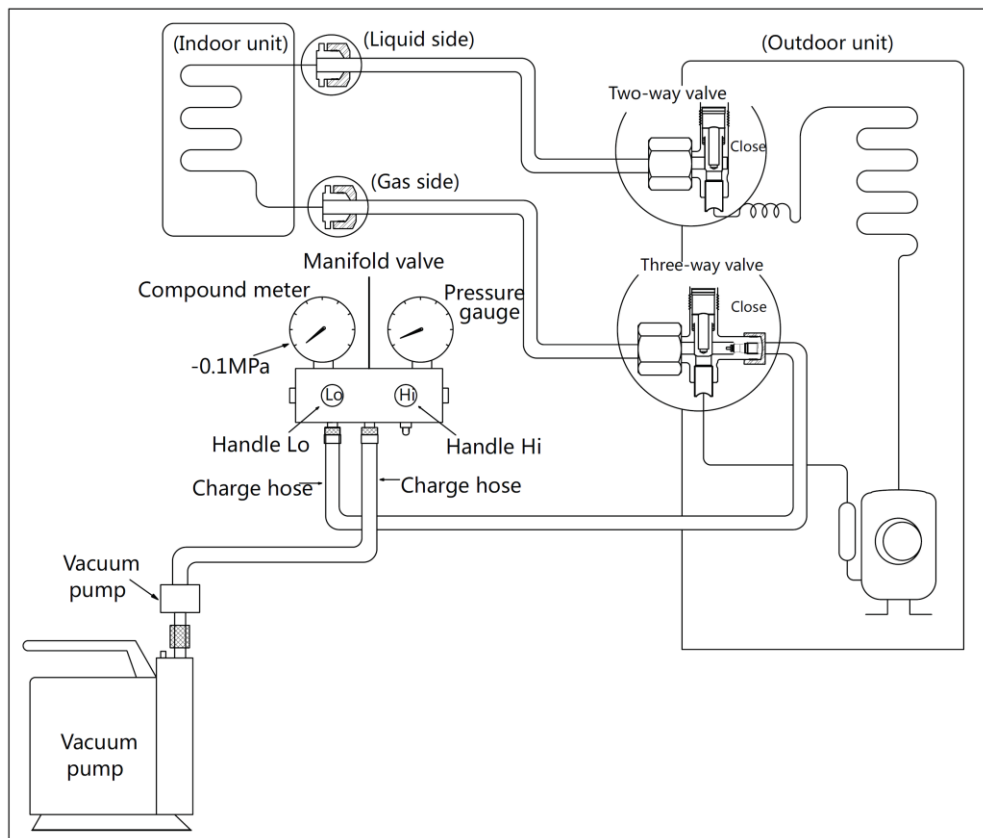 (Indoor unit)
(Liquid side)
(Outdoor unit)
Two-way valve
Close
(Gas side)
Manifold valve
Three-way valve
Compound meter
Pressure
gauge
Close
-0.1MPa
Lo
Hi
Handle Lo
Handle Hi
Charge hose
Charge hose
Vacuum
pump
Vacuum
pump